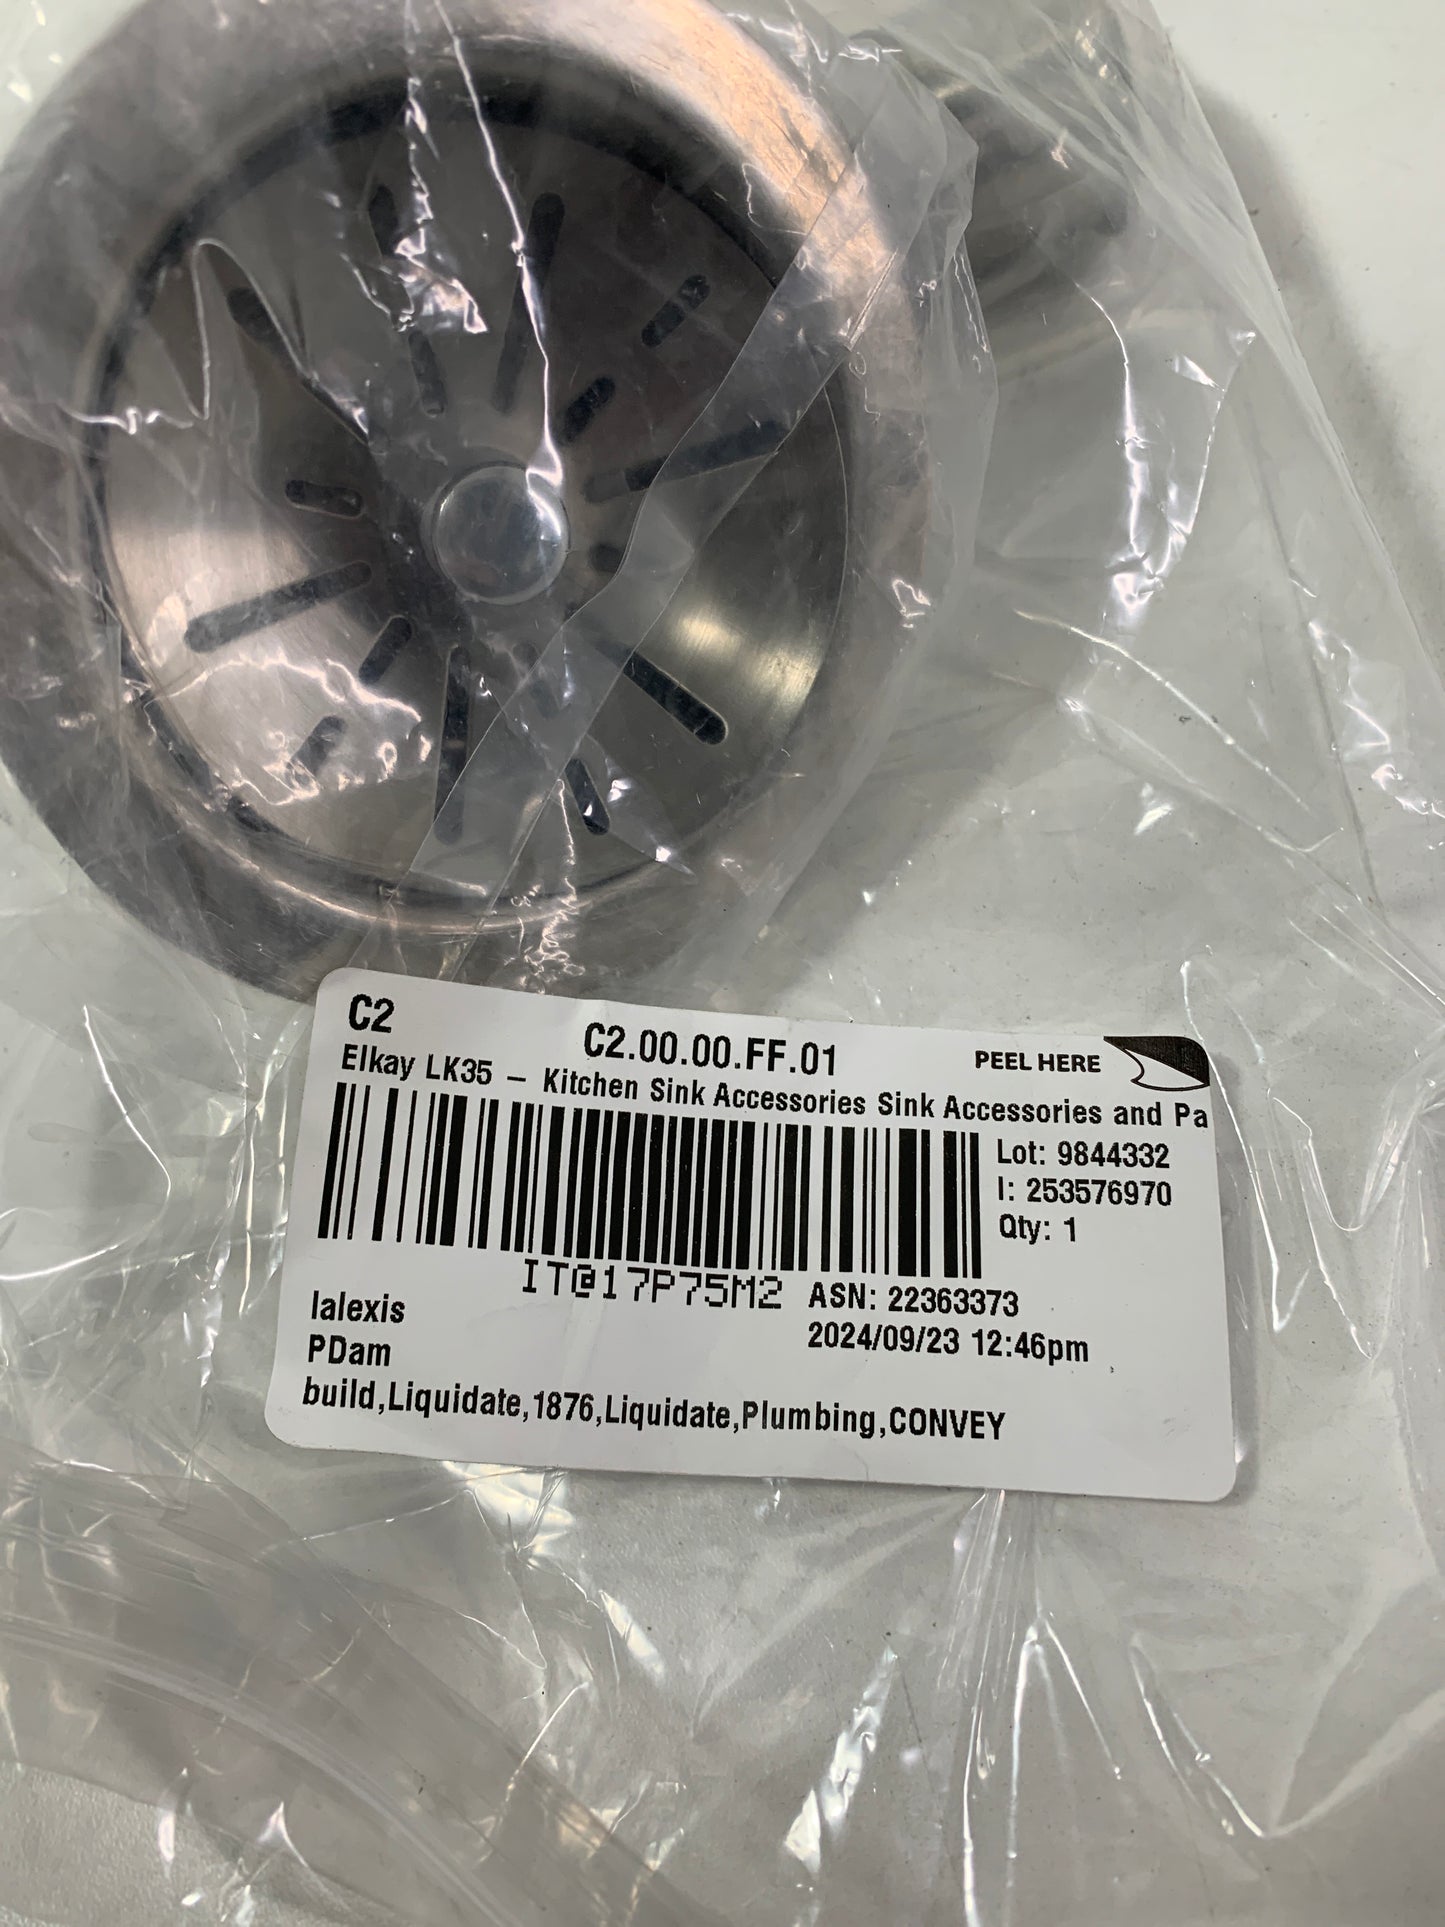 C2
C2.00.00.FF.01
PEEL HERE
Elkay LK35 – Kitchen Sink Accessories Sink Accessories and Pa
Lot: 9844332
I: 253576970
Qty: 1
IT@17P75M2
ASN: 22363373
2024/09/23 12:46pm
lalexis
PDam
build,Liquidate,1876,Liquidate,Plumbing,CONVEY